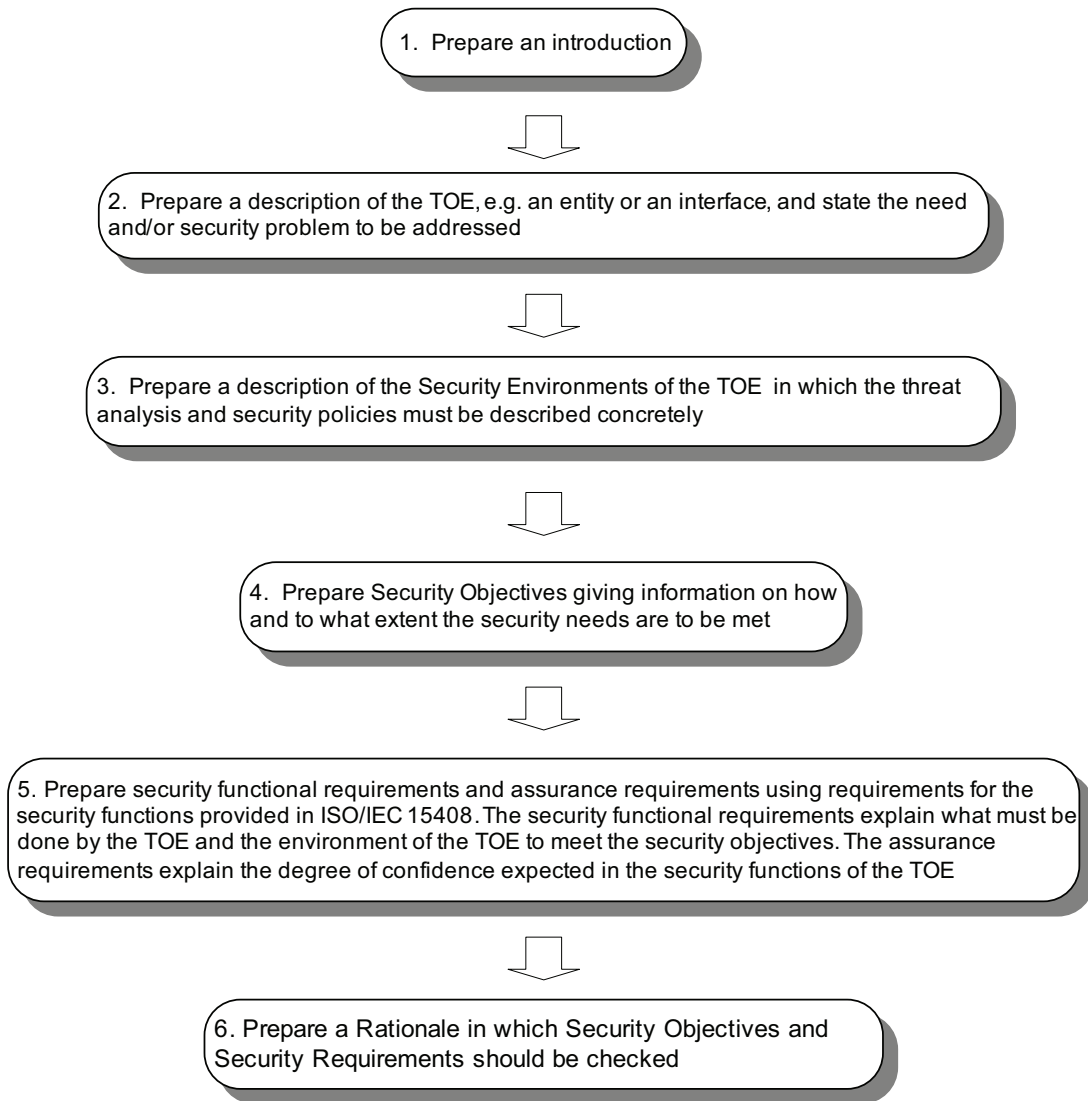 1. Prepare an introduction
2. Prepare a description of the TOE, e.g. an entity or an interface, and state the need
and/or security problem to be addressed
3. Prepare a description of the Security Environments of the TOE in which the threat
analysis and security policies must be described concretely
4. Prepare Security Objectives giving information on how
and to what extent the security needs are to be met
5. Prepare security functional requirements and assurance requirements using requirements for the
security functions provided in ISO/IEC 15408. The security functional requirements explain what must be
done by the TOE and the environment of the TOE to meet the security objectives. The assurance
requirements explain the degree of confidence expected in the security functions of the TOE
6. Prepare a Rationale in which Security Objectives and
Security Requirements should be checked